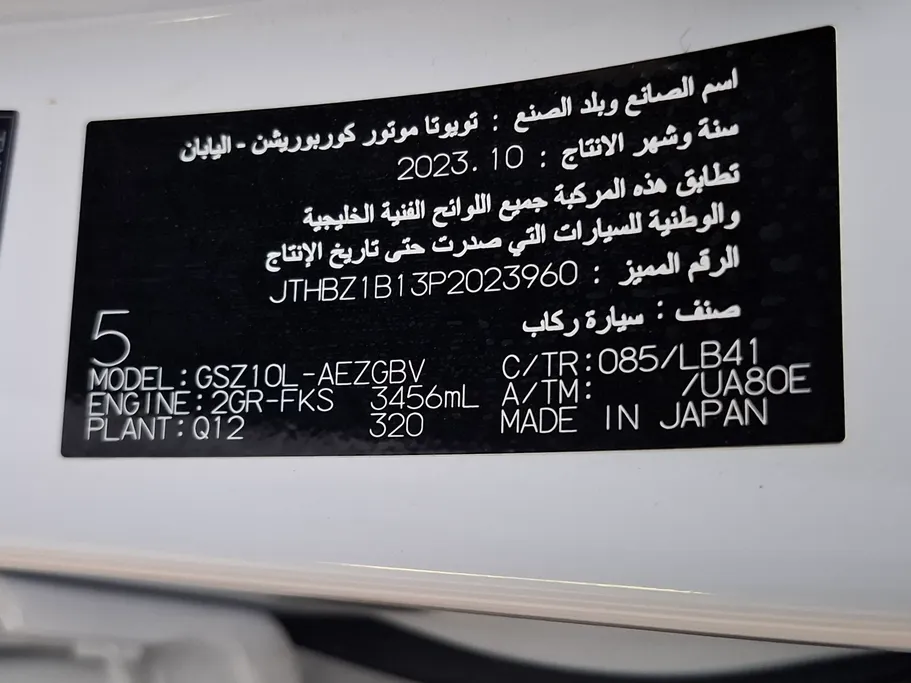 اسم الصانع وبلد الصنع : تويوتا موتور كوربوريشن - اليابان
سنة وشهر الانتاج : 2023.10
تطابق هذه المركبة جميع اللوائح الفنية الخليجية
والوطنية للسيارات التي صدرت حتى تاريخ الإنتاج
الرقم المميز : JTHBZ1B13P2023960
صنف : سيارة ركاب
5
MODEL:GSZ10L-AEZGBV C/TR:085/LB41
ENGINE:2GR-FKS 3456mL A/TM: /UA80E
PLANT:Q12 320 MADE IN JAPAN